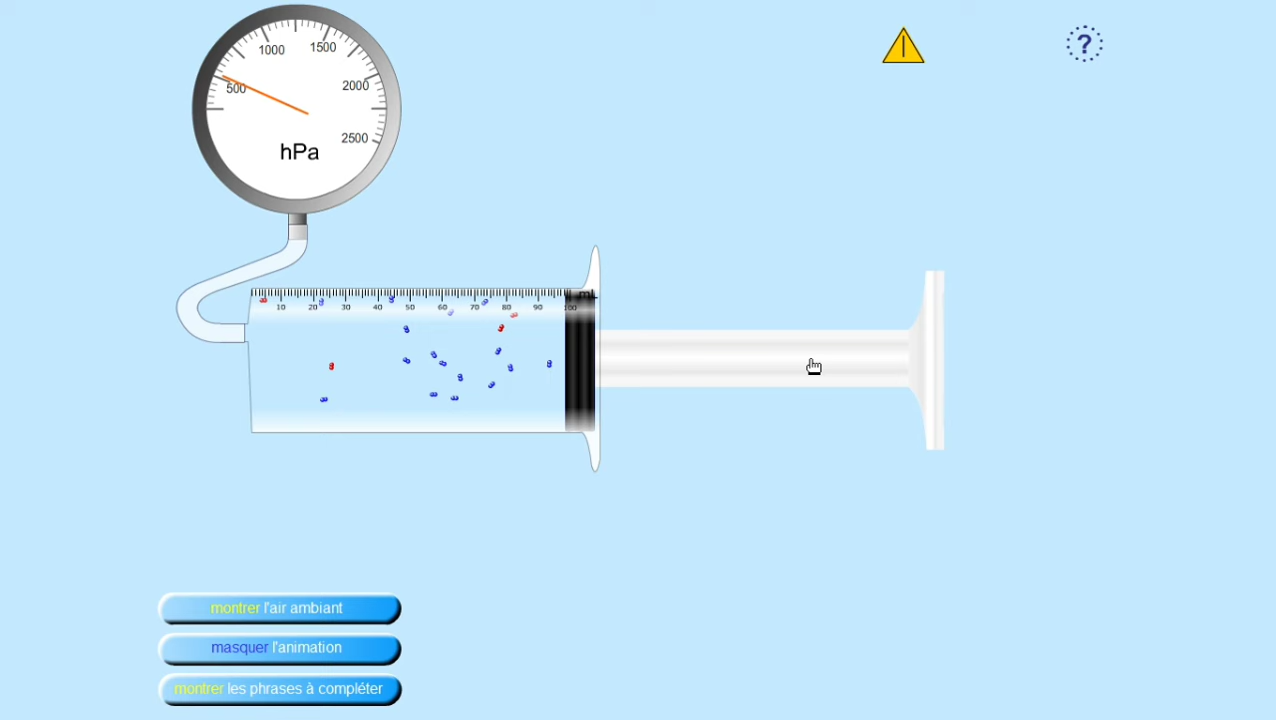 1000 1500
500 2000
2500
hPa
?
mL
10 20 30 40 50 60 70 80 90 100
montrer l'air ambiant
masquer l'animation
montrer les phrases à compléter